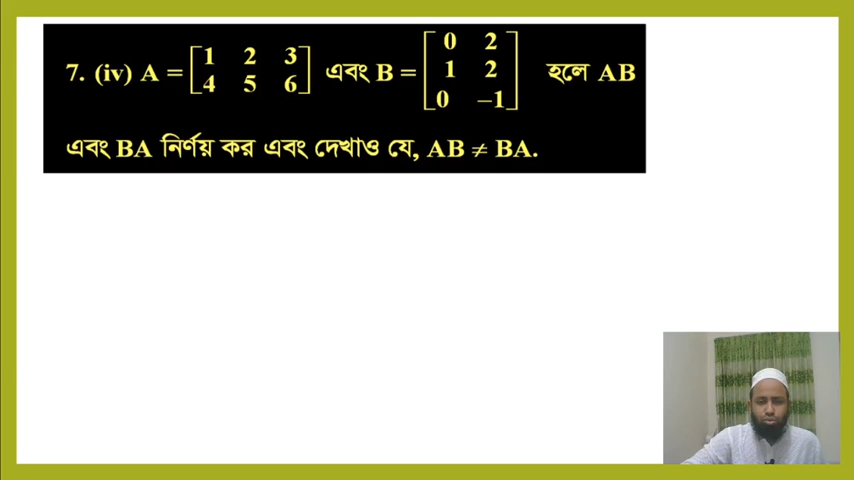 7. (iv) A = [1 2 3
4 5 6] এবং B = [0 2
1 2
0 –1] হলে AB
এবং BA নির্ণয় কর এবং দেখাও যে, AB ≠ BA.